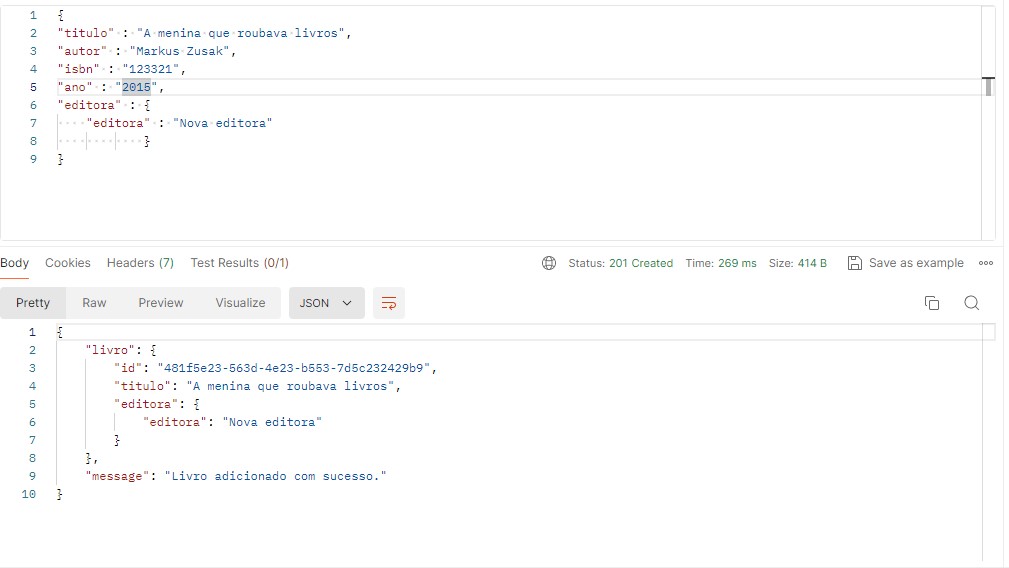 1 {
2 "titulo" : "A menina que roubava livros",
3 "autor" : "Markus Zusak",
4 "isbn" : "123321",
5 "ano" : "2015",
6 "editora" : {
7 "editora" : "Nova editora"
8 }
9 }
Body Cookies Headers (7) Test Results (0/1) Status: 201 Created Time: 269 ms Size: 414 B Save as example
Pretty Raw Preview Visualize JSON
1 {
2 "livro": {
3 "id": "481f5e23-563d-4e23-b553-7d5c232429b9",
4 "titulo": "A menina que roubava livros",
5 "editora": {
6 "editora": "Nova editora"
7 }
8 },
9 "message": "Livro adicionado com sucesso."
10 }